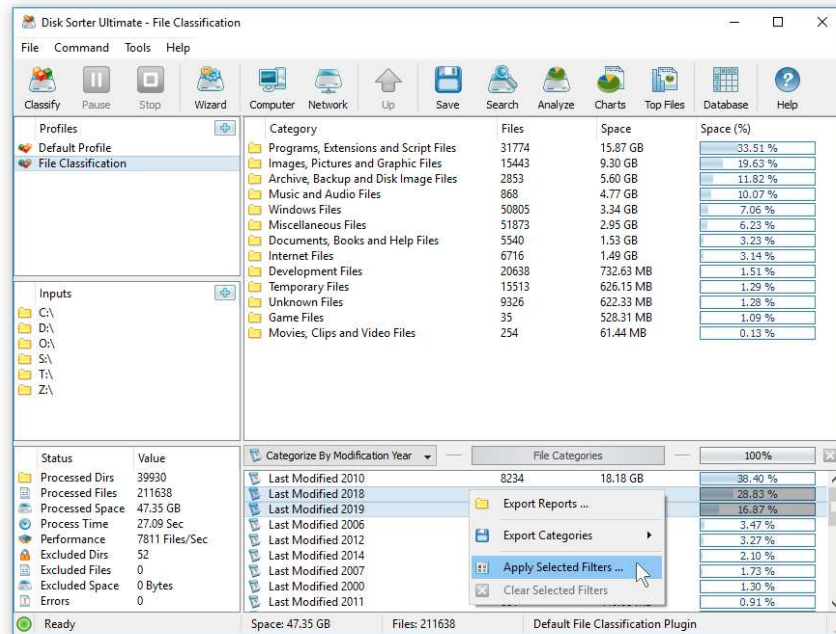 Disk Sorter Ultimate - File Classification
File Command Tools Help
Classify Pause Stop Wizard Computer Network Up Save Search Analyze Charts Top Files Database Help
Profiles
Default Profile
File Classification
Category Files Space Space (%)
Programs, Extensions and Script Files 31774 15.87 GB 33.51 %
Images, Pictures and Graphic Files 15443 9.30 GB 19.63 %
Archive, Backup and Disk Image Files 2853 5.60 GB 11.82 %
Music and Audio Files 868 4.77 GB 10.07 %
Windows Files 50805 3.34 GB 7.06 %
Miscellaneous Files 51873 2.95 GB 6.23 %
Documents, Books and Help Files 5540 1.53 GB 3.23 %
Internet Files 6716 1.49 GB 3.14 %
Development Files 20638 732.63 MB 1.51 %
Temporary Files 15513 626.15 MB 1.29 %
Unknown Files 9326 622.33 MB 1.28 %
Game Files 35 528.31 MB 1.09 %
Movies, Clips and Video Files 254 61.44 MB 0.13 %
Inputs
C:\
D:\
O:\
S:\
T:\
Z:\
Status Value
Processed Dirs 39930
Processed Files 211638
Processed Space 47.35 GB
Process Time 27.09 Sec
Performance 7811 Files/Sec
Excluded Dirs 52
Excluded Files 0
Excluded Space 0 Bytes
Errors 0
Categorize By Modification Year File Categories 100%
Last Modified 2010 8234 18.18 GB 38.40 %
Last Modified 2018 28.83 %
Last Modified 2019 16.87 %
Last Modified 2006 3.47 %
Last Modified 2012 3.27 %
Last Modified 2014 2.10 %
Last Modified 2007 1.73 %
Last Modified 2000 1.30 %
Last Modified 2011 0.91 %
Export Reports ...
Export Categories
Apply Selected Filters ...
Clear Selected Filters
Ready Space: 47.35 GB Files: 211638 Default File Classification Plugin